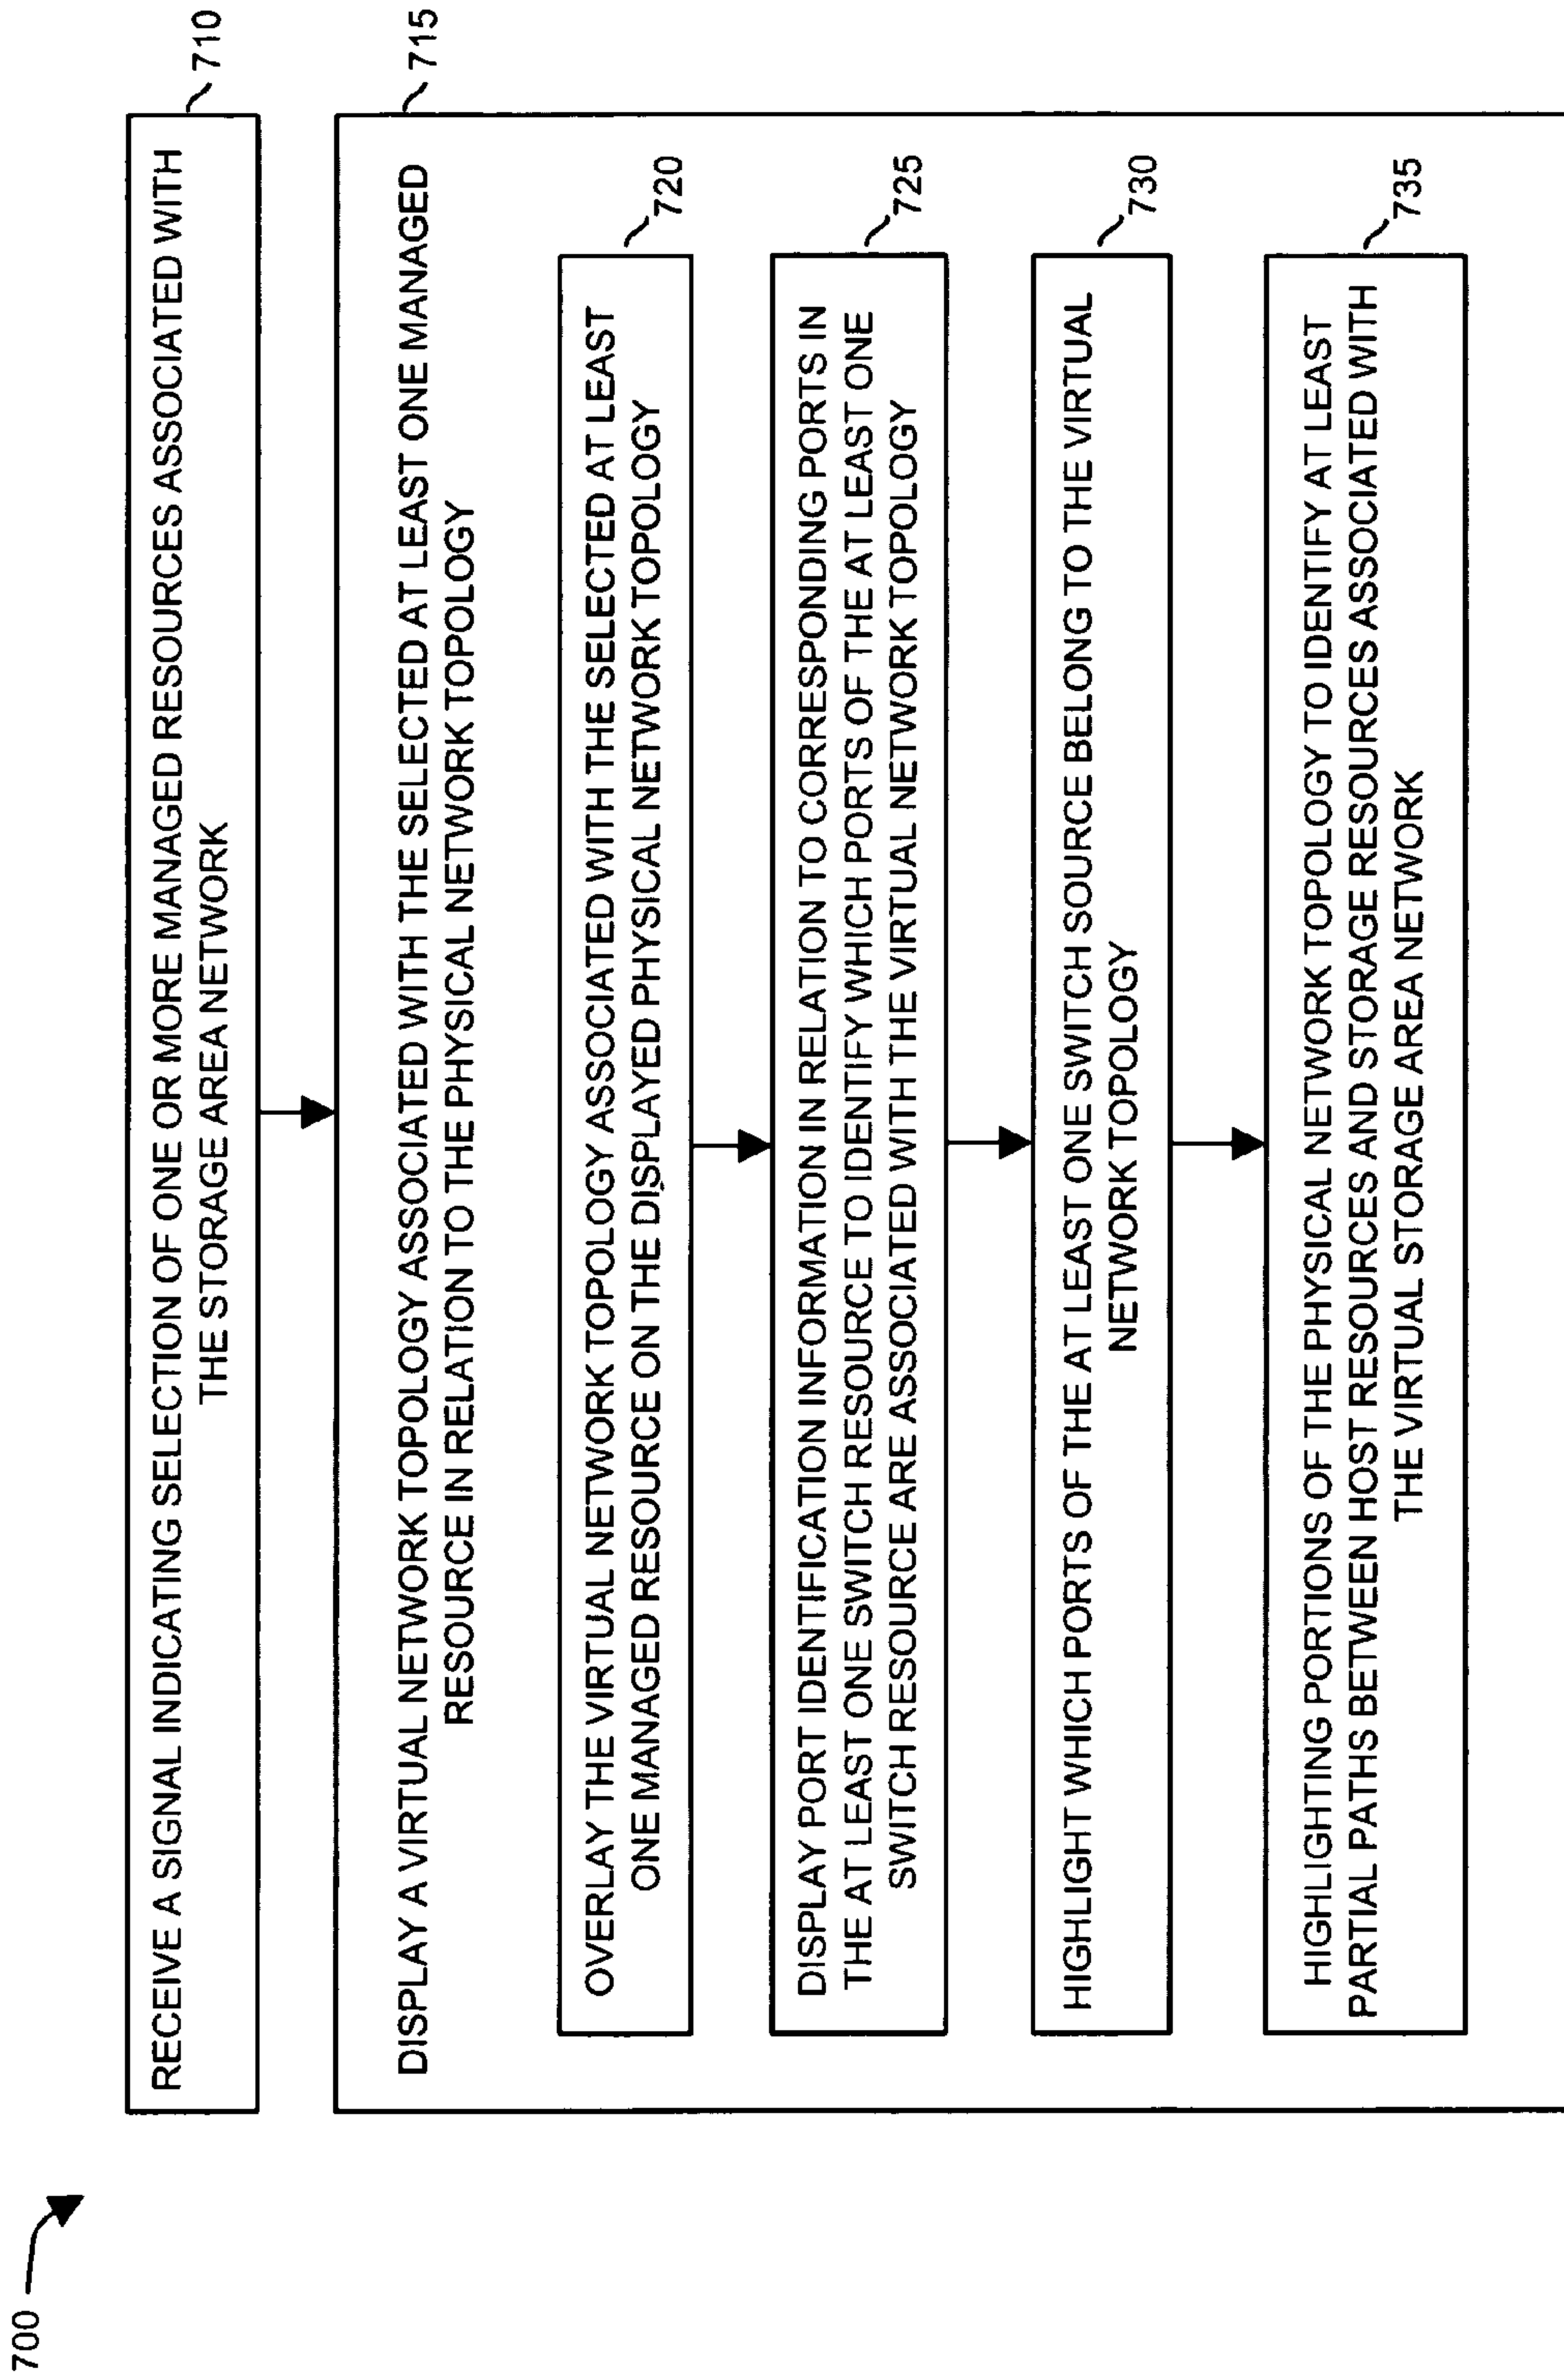 700
RECEIVE A SIGNAL INDICATING SELECTION OF ONE OR MORE MANAGED RESOURCES ASSOCIATED WITH
THE STORAGE AREA NETWORK
710
DISPLAY A VIRTUAL NETWORK TOPOLOGY ASSOCIATED WITH THE SELECTED AT LEAST ONE MANAGED
RESOURCE IN RELATION TO THE PHYSICAL NETWORK TOPOLOGY
715
OVERLAY THE VIRTUAL NETWORK TOPOLOGY ASSOCIATED WITH THE SELECTED AT LEAST
ONE MANAGED RESOURCE ON THE DISPLAYED PHYSICAL NETWORK TOPOLOGY
720
DISPLAY PORT IDENTIFICATION INFORMATION IN RELATION TO CORRESPONDING PORTS IN
THE AT LEAST ONE SWITCH RESOURCE TO IDENTIFY WHICH PORTS OF THE AT LEAST ONE
SWITCH RESOURCE ARE ASSOCIATED WITH THE VIRTUAL NETWORK TOPOLOGY
725
HIGHLIGHT WHICH PORTS OF THE AT LEAST ONE SWITCH SOURCE BELONG TO THE VIRTUAL
NETWORK TOPOLOGY
730
HIGHLIGHTING PORTIONS OF THE PHYSICAL NETWORK TOPOLOGY TO IDENTIFY AT LEAST
PARTIAL PATHS BETWEEN HOST RESOURCES AND STORAGE RESOURCES ASSOCIATED WITH
THE VIRTUAL STORAGE AREA NETWORK
735